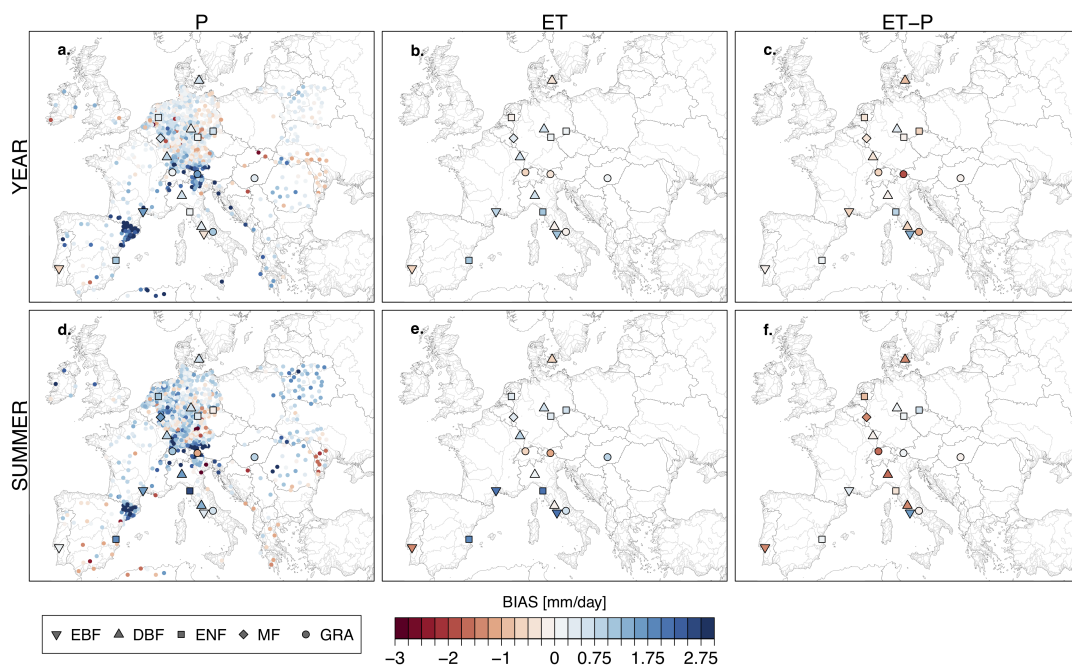 P ET ET−P
YEAR
a. b. c.
SUMMER
d. e. f.
BIAS [mm/day]
EBF DBF ENF MF GRA
−3 −2 −1 0 0.75 1.75 2.75